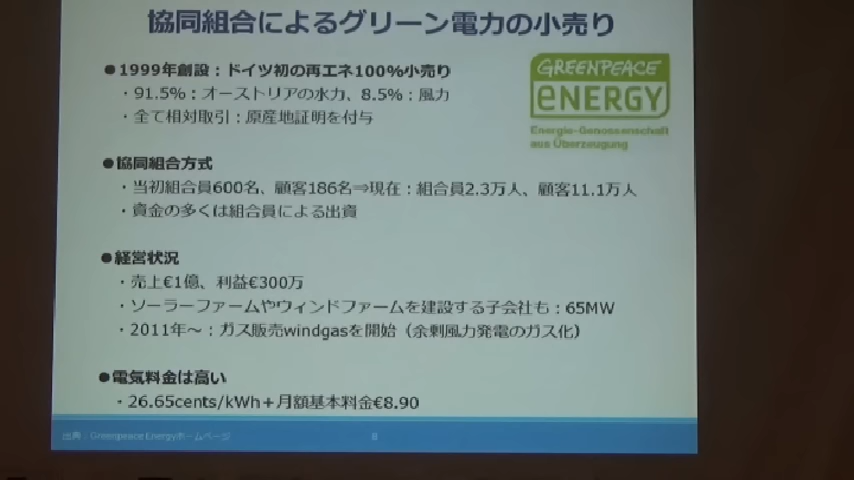 協同組合によるグリーン電力の小売り
●1999年創設：ドイツ初の再エネ100%小売り
・91.5%：オーストリアの水力、8.5%：風力
・全て相対取引：原産地証明を付与
GREENPEACE
ENERGY
Energie-Genossenschaft
aus Überzeugung
●協同組合方式
・当初組合員600名、顧客186名⇒現在：組合員2.3万人、顧客11.1万人
・資金の多くは組合員による出資
●経営状況
・売上€1億、利益€300万
・ソーラーファームやウィンドファームを建設する子会社も：65MW
・2011年～：ガス販売windgasを開始（余剰風力発電のガス化）
●電気料金は高い
・26.65cents/kWh＋月額基本料金€8.90
出典：Greenpeace Energyホームページ
8